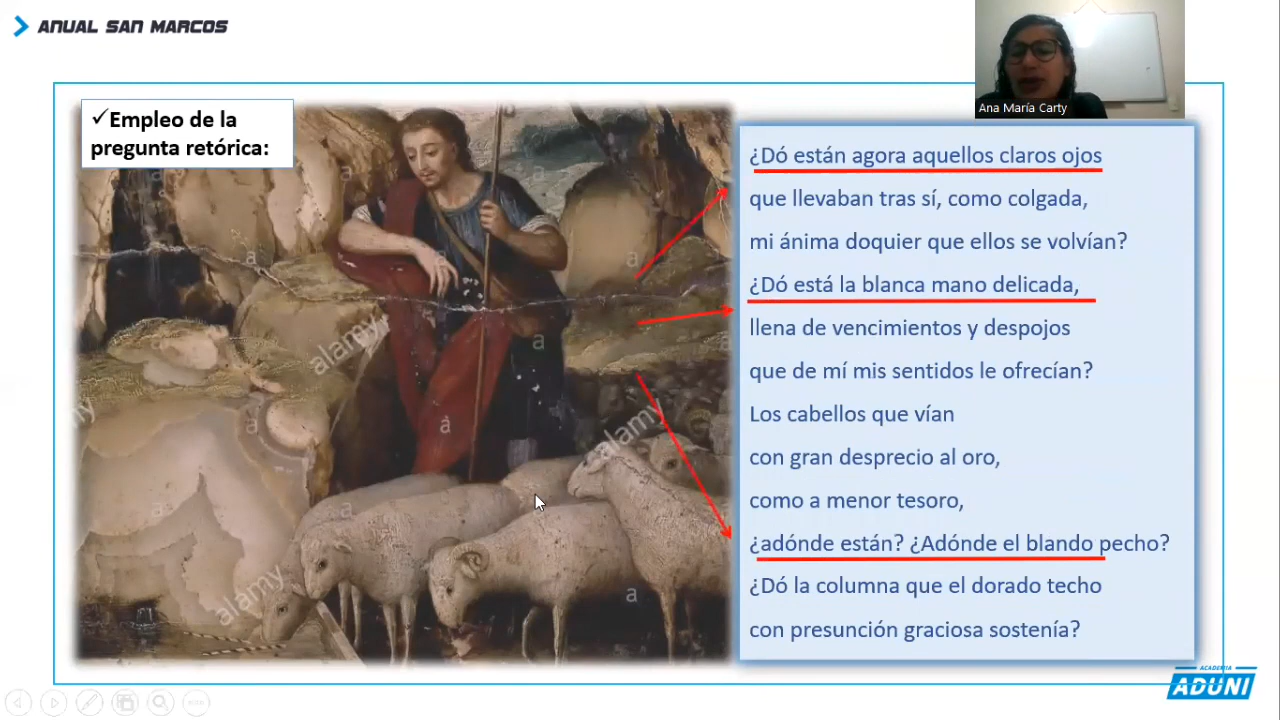 ANUAL SAN MARCOS
Ana María Carty
✓Empleo de la
pregunta retórica:
¿Dó están agora aquellos claros ojos
que llevaban tras sí, como colgada,
mi ánima doquier que ellos se volvían?
¿Dó está la blanca mano delicada,
llena de vencimientos y despojos
que de mí mis sentidos le ofrecían?
Los cabellos que vían
con gran desprecio al oro,
como a menor tesoro,
¿adónde están? ¿Adónde el blando pecho?
¿Dó la columna que el dorado techo
con presunción graciosa sostenía?
alamy
alamy
alamy
a
a
a
a
a
a
a
a
ACADEMIA
ADUNI